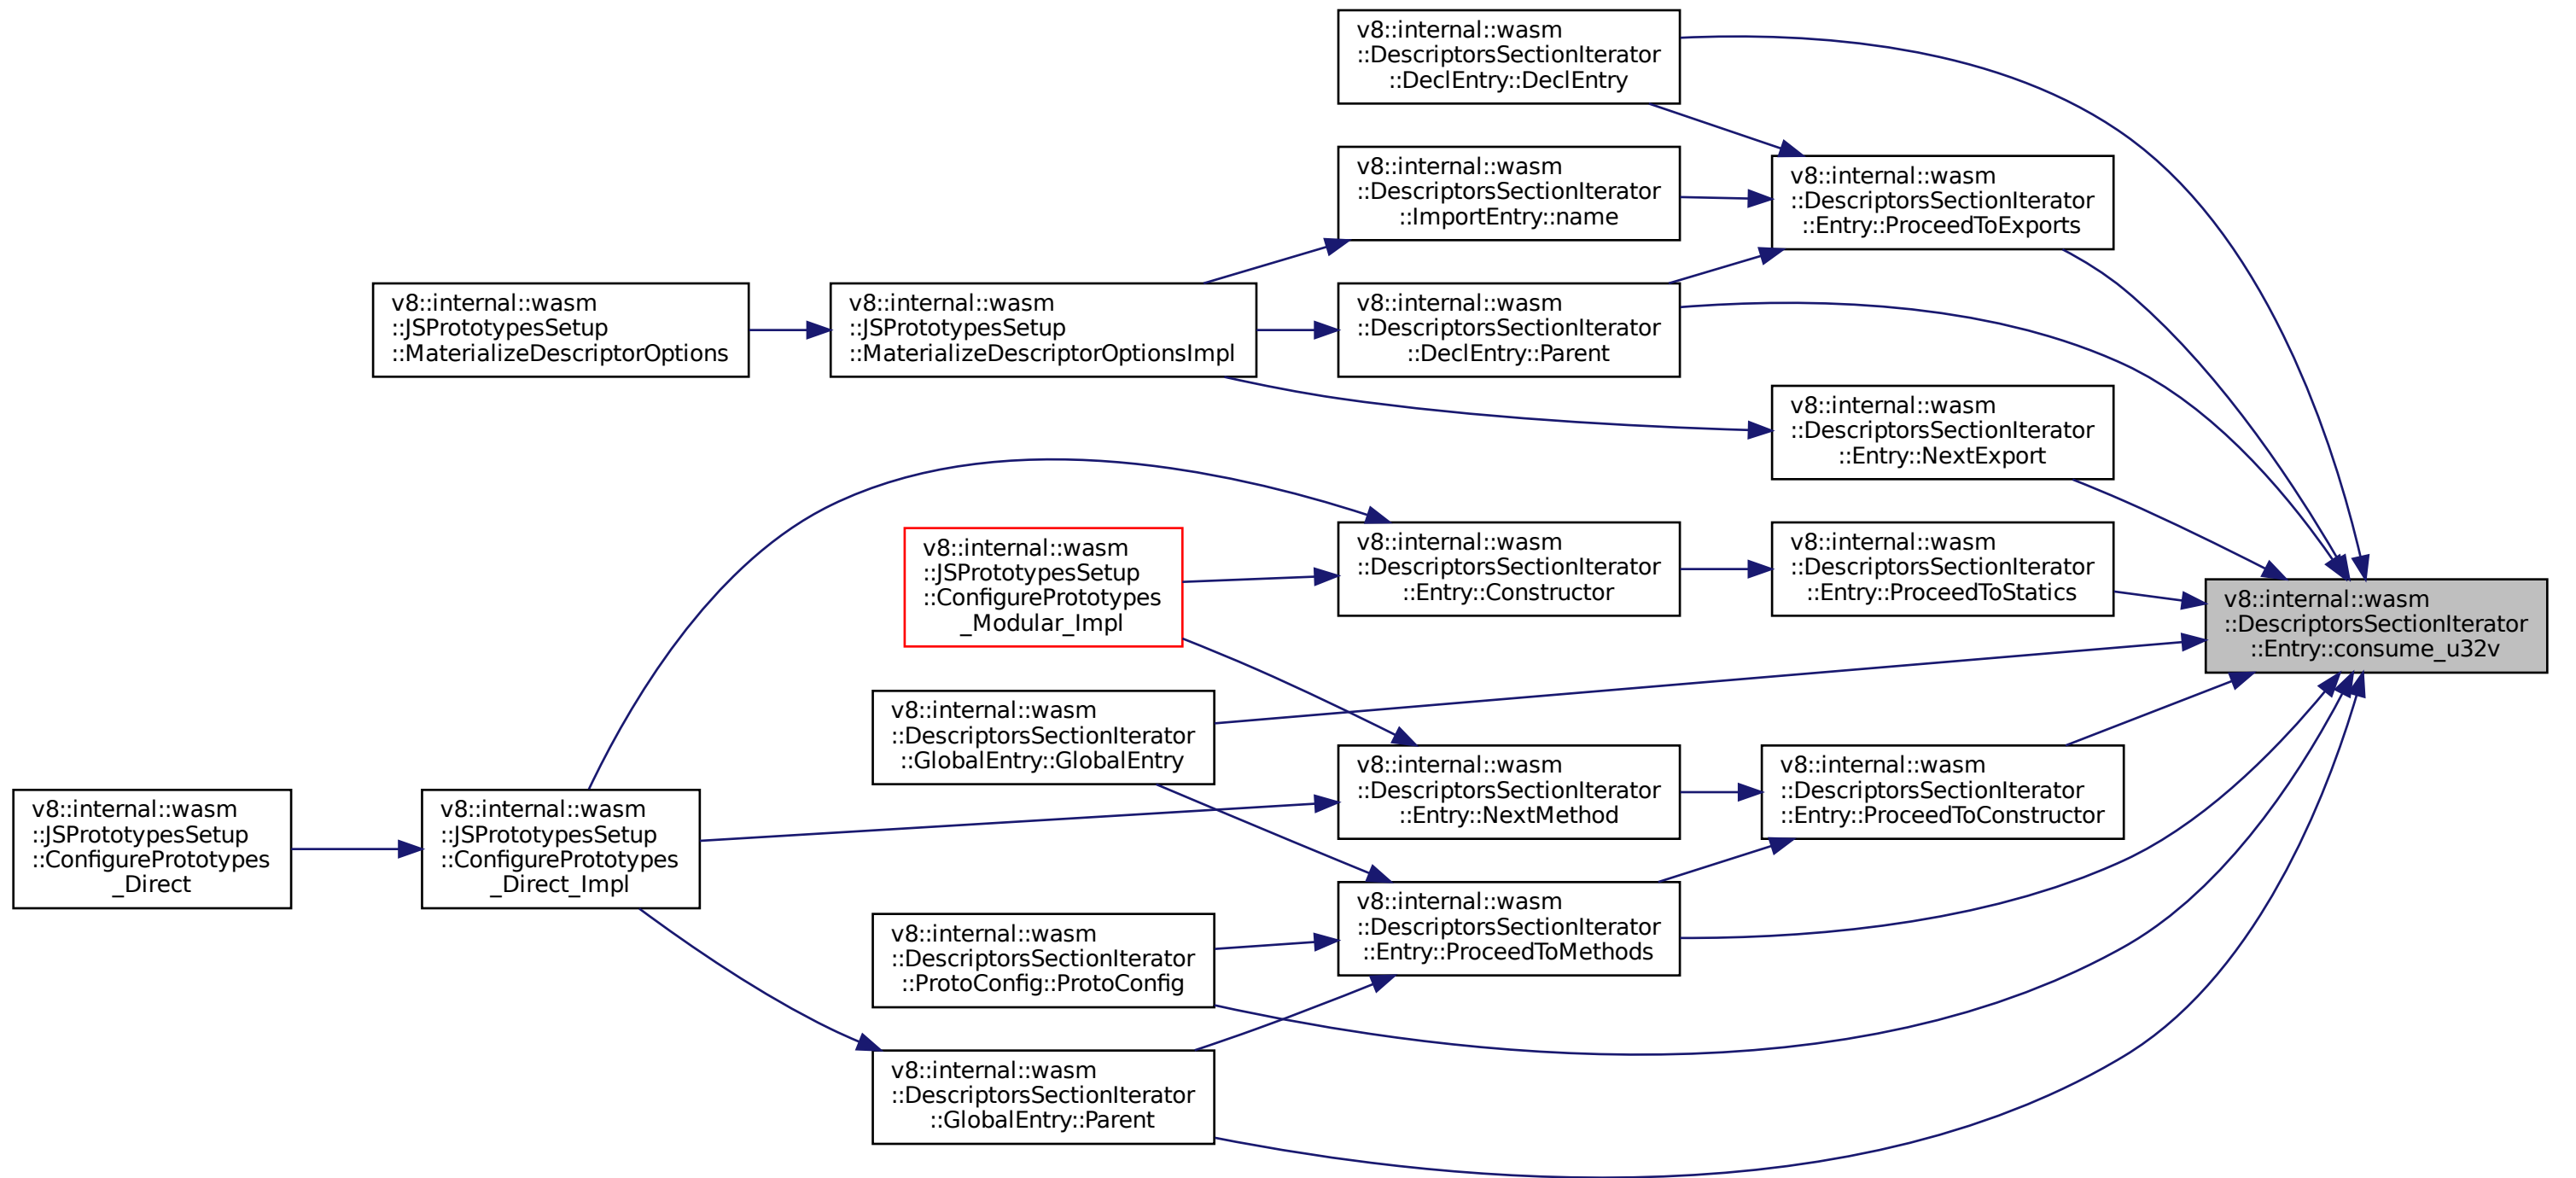 v8::internal::wasm
::DescriptorsSectionIterator
::DeclEntry::DeclEntry
v8::internal::wasm
::DescriptorsSectionIterator
::ImportEntry::name
v8::internal::wasm
::DescriptorsSectionIterator
::Entry::ProceedToExports
v8::internal::wasm
::JSPrototypesSetup
::MaterializeDescriptorOptions
v8::internal::wasm
::JSPrototypesSetup
::MaterializeDescriptorOptionsImpl
v8::internal::wasm
::DescriptorsSectionIterator
::DeclEntry::Parent
v8::internal::wasm
::DescriptorsSectionIterator
::Entry::NextExport
v8::internal::wasm
::JSPrototypesSetup
::ConfigurePrototypes
_Modular_Impl
v8::internal::wasm
::DescriptorsSectionIterator
::Entry::Constructor
v8::internal::wasm
::DescriptorsSectionIterator
::Entry::ProceedToStatics
v8::internal::wasm
::DescriptorsSectionIterator
::Entry::consume_u32v
v8::internal::wasm
::DescriptorsSectionIterator
::GlobalEntry::GlobalEntry
v8::internal::wasm
::DescriptorsSectionIterator
::Entry::NextMethod
v8::internal::wasm
::DescriptorsSectionIterator
::Entry::ProceedToConstructor
v8::internal::wasm
::JSPrototypesSetup
::ConfigurePrototypes
_Direct
v8::internal::wasm
::JSPrototypesSetup
::ConfigurePrototypes
_Direct_Impl
v8::internal::wasm
::DescriptorsSectionIterator
::Entry::ProceedToMethods
v8::internal::wasm
::DescriptorsSectionIterator
::ProtoConfig::ProtoConfig
v8::internal::wasm
::DescriptorsSectionIterator
::GlobalEntry::Parent